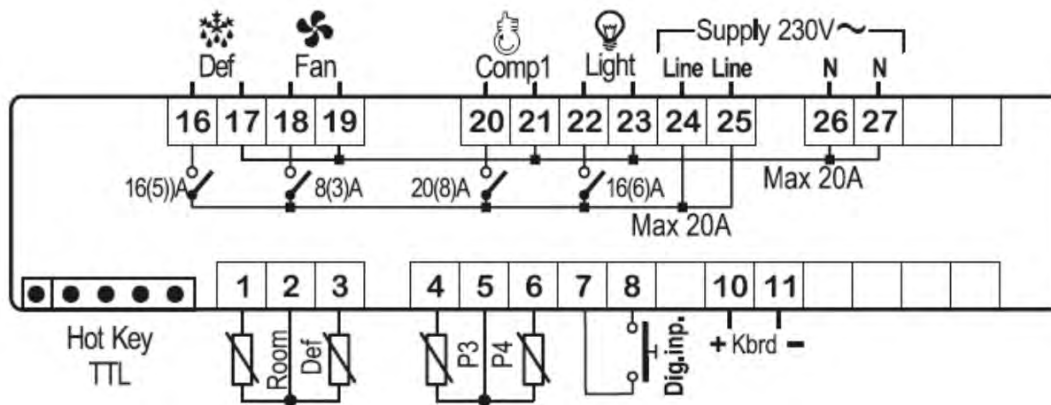 Supply 230V~
Def Fan Comp1 Light Line Line N N
16 17 18 19 20 21 22 23 24 25 26 27
16(5))A 8(3)A 20(8)A 16(6)A Max 20A
Max 20A
1 2 3 4 5 6 7 8 10 11
Hot Key
TTL
Room
Def
P3
P4
Dig.inp.
+ Kbrd -